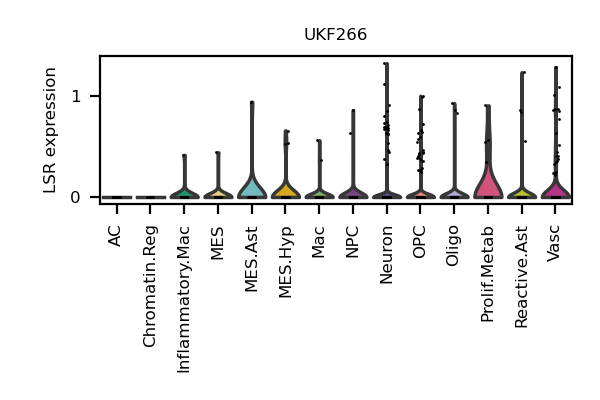 UKF266
LSR expression
1
0
AC
Chromatin.Reg
Inflammatory.Mac
MES
MES.Ast
MES.Hyp
Mac
NPC
Neuron
OPC
Oligo
Prolif.Metab
Reactive.Ast
Vasc